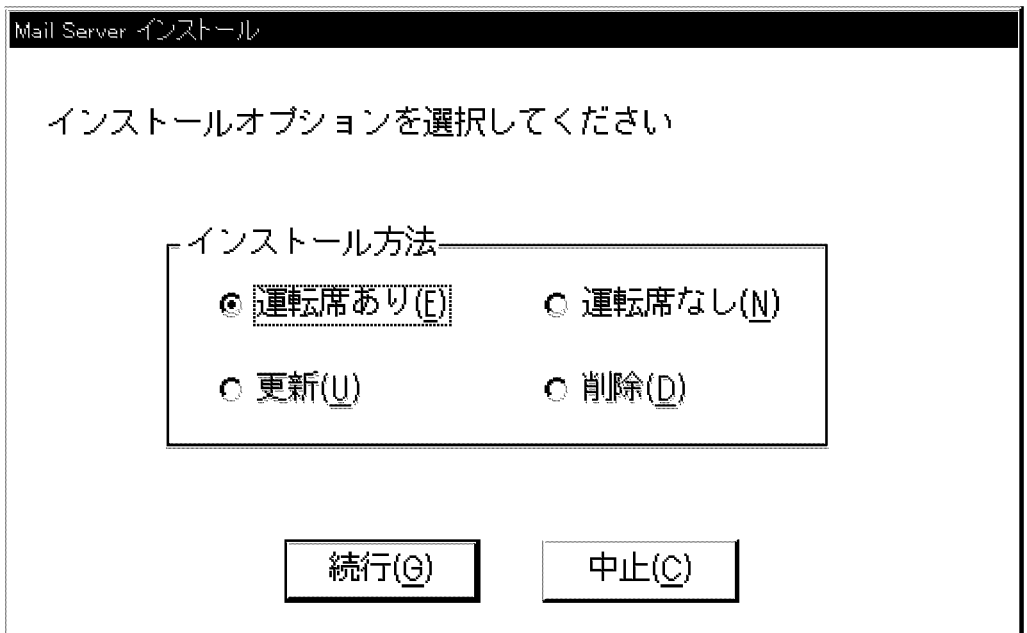 Mail Server インストール
インストールオプションを選択してください
インストール方法
運転席あり(E) 運転席なし(N)
更新(U) 削除(D)
続行(G) 中止(C)